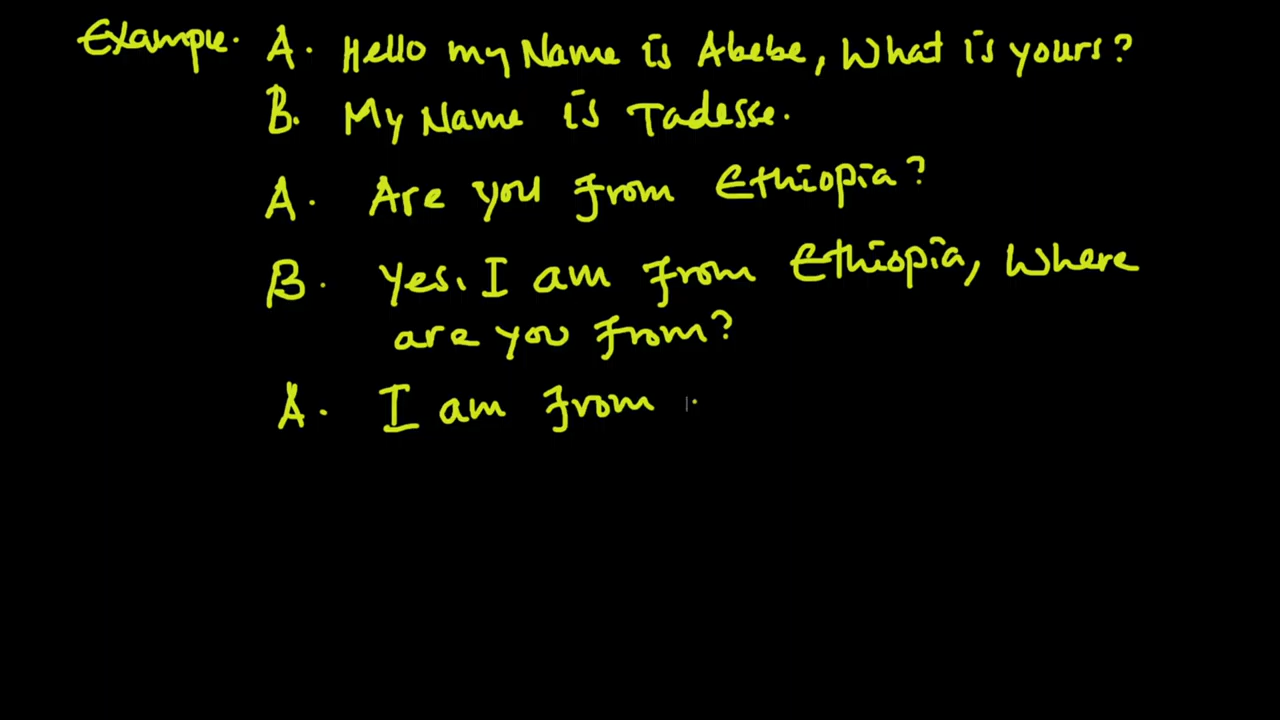 Example. A. Hello my Name is Abebe, What is yours?
B. My Name is Tadesse.
A. Are you from Ethiopia?
B. Yes. I am from Ethiopia, Where
are you from?
A. I am from